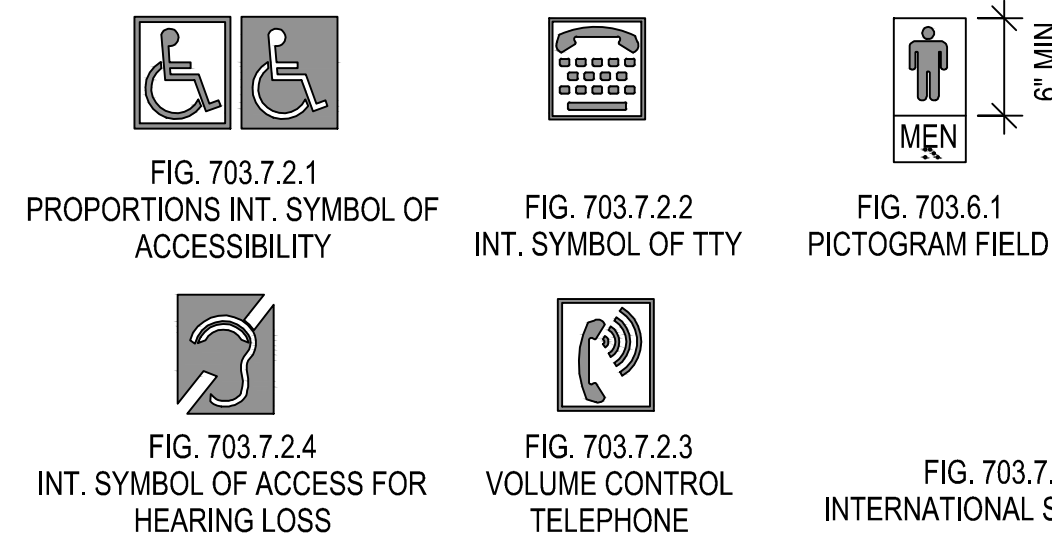 6" MIN
MEN
FIG. 703.7.2.1
PROPORTIONS INT. SYMBOL OF
ACCESSIBILITY
FIG. 703.7.2.2
INT. SYMBOL OF TTY
FIG. 703.6.1
PICTOGRAM FIELD
FIG. 703.7.2.4
INT. SYMBOL OF ACCESS FOR
HEARING LOSS
FIG. 703.7.2.3
VOLUME CONTROL
TELEPHONE
FIG. 703.7.
INTERNATIONAL S